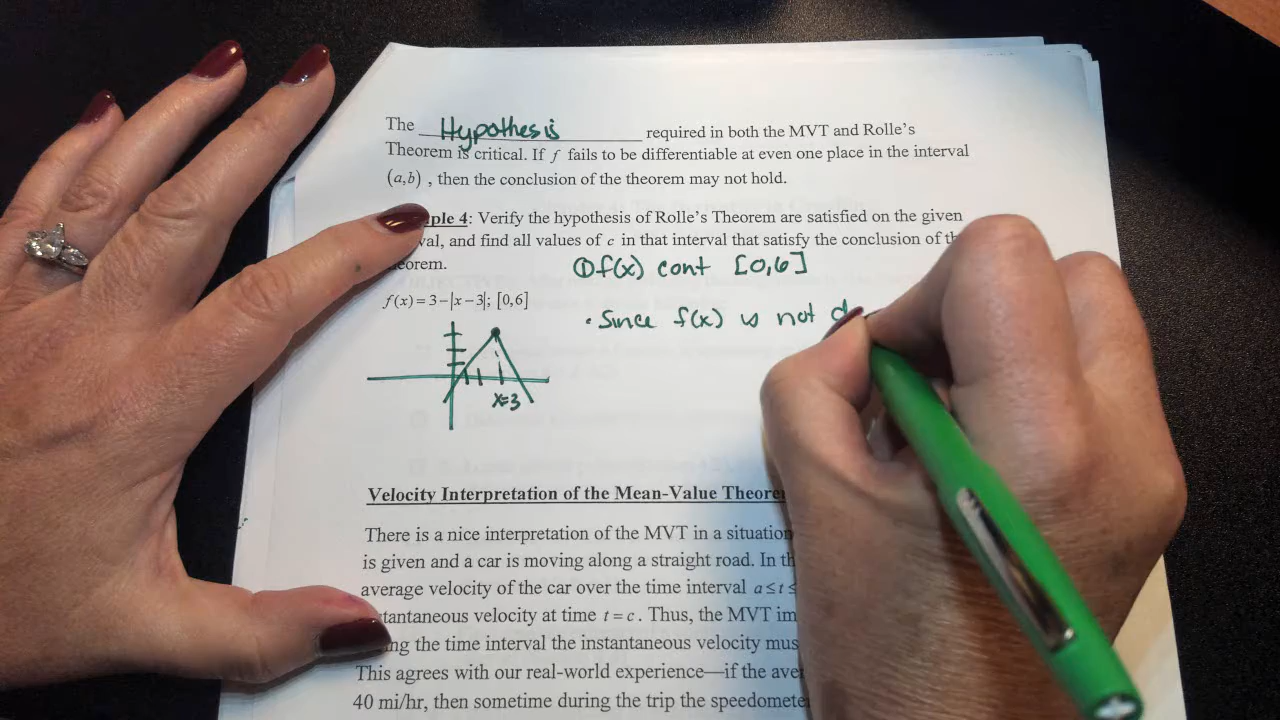 The Hypothesis required in both the MVT and Rolle's
Theorem is critical. If f fails to be differentiable at even one place in the interval
(a,b) , then the conclusion of the theorem may not hold.
ple 4: Verify the hypothesis of Rolle's Theorem are satisfied on the given
val, and find all values of c in that interval that satisfy the conclusion of th
eorem.
① f(x) cont [0,6]
f(x) = 3−|x−3|; [0,6]
• Since f(x) is not d
x=3
Velocity Interpretation of the Mean-Value Theore
There is a nice interpretation of the MVT in a situation
is given and a car is moving along a straight road. In th
average velocity of the car over the time interval a ≤ t ≤
stantaneous velocity at time t = c . Thus, the MVT im
ing the time interval the instantaneous velocity mus
This agrees with our real-world experience—if the aver
40 mi/hr, then sometime during the trip the speedomete